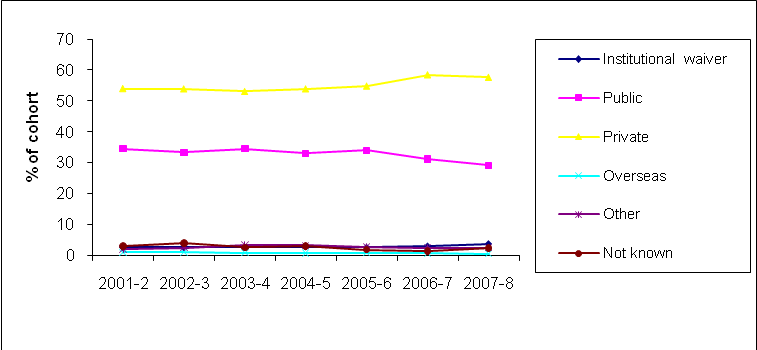 70
60
50
40
30
20
10
0
% of cohort
2001-2 2002-3 2003-4 2004-5 2005-6 2006-7 2007-8
Institutional waiver
Public
Private
Overseas
Other
Not known